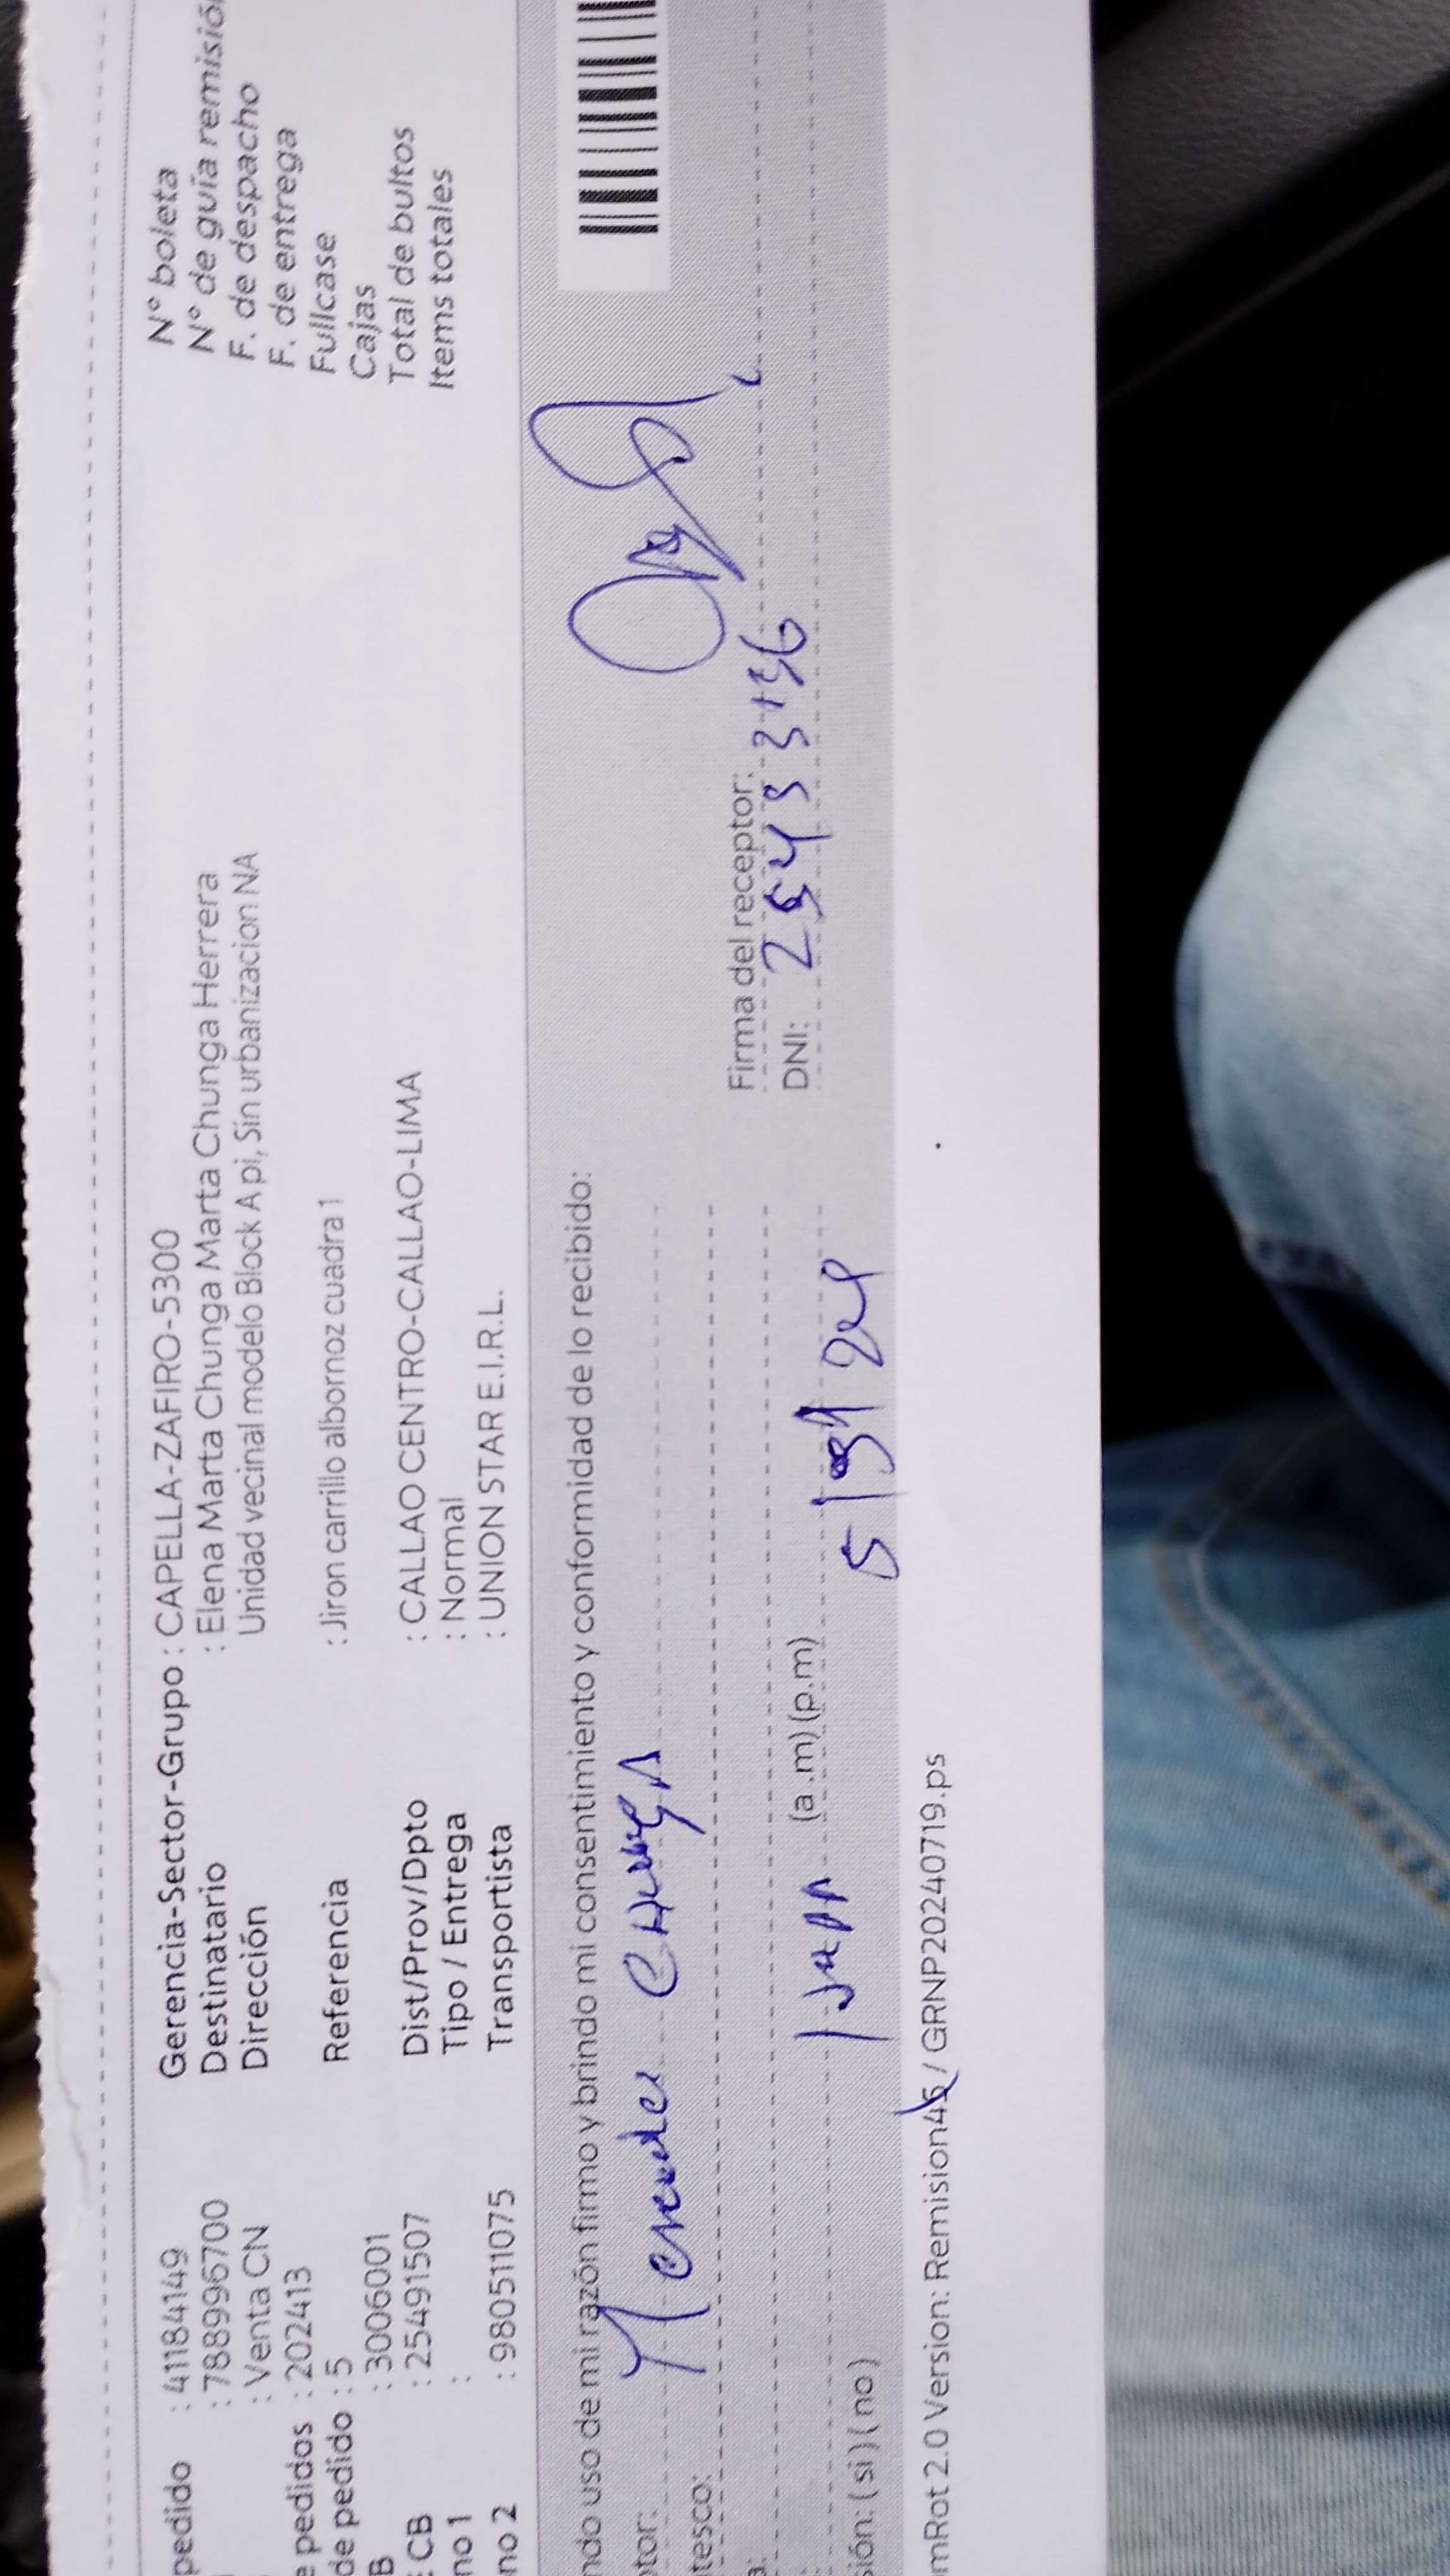 pedido : 41184149
: 788996700
: Venta CN
e pedidos : 202413
de pedido : 5
B : 3006001
: CB : 25491507
no 1 :
no 2 : 980511075
Gerencia-Sector-Grupo : CAPELLA-ZAFIRO-5300
Destinatario : Elena Marta Chunga Marta Chunga Herrera
Dirección Unidad vecinal modelo Block A pi, Sin urbanizacion NA
Referencia : Jiron carrillo albornoz cuadra 1
Dist/Prov/Dpto : CALLAO CENTRO-CALLAO-LIMA
Tipo / Entrega : Normal
Transportista : UNION STAR E.I.R.L.
N° boleta
N° de guía remisión
F. de despacho
F. de entrega
Fullcase
Cajas
Total de bultos
Items totales
ndo uso de mi razón firmo y brindo mi consentimiento y conformidad de lo recibido:
ptor: CHUNGA
tesco:
Firma del receptor:
DNI:
(a .m) (p.m)
sión: ( si ) ( no )
mRot 2.0 Version: Remision45 / GRNP20240719.ps